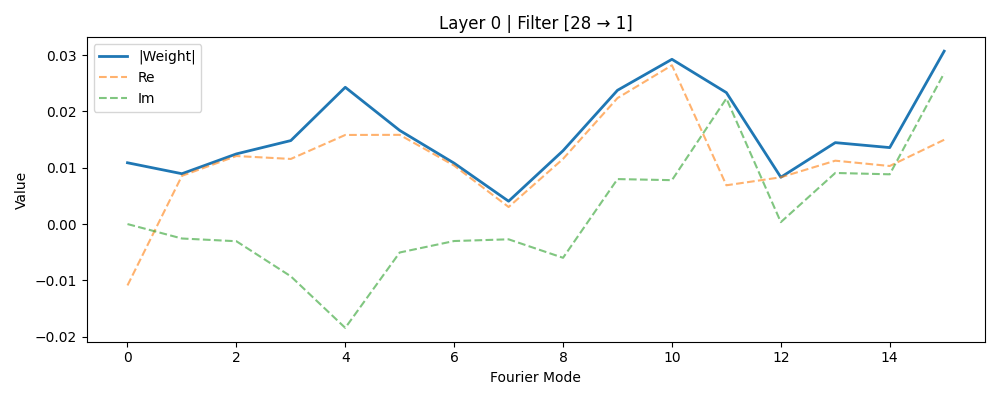 Layer 0 | Filter [28 → 1]
|Weight|
Re
Im
0.03
0.02
0.01
0.00
−0.01
−0.02
Value
0 2 4 6 8 10 12 14
Fourier Mode